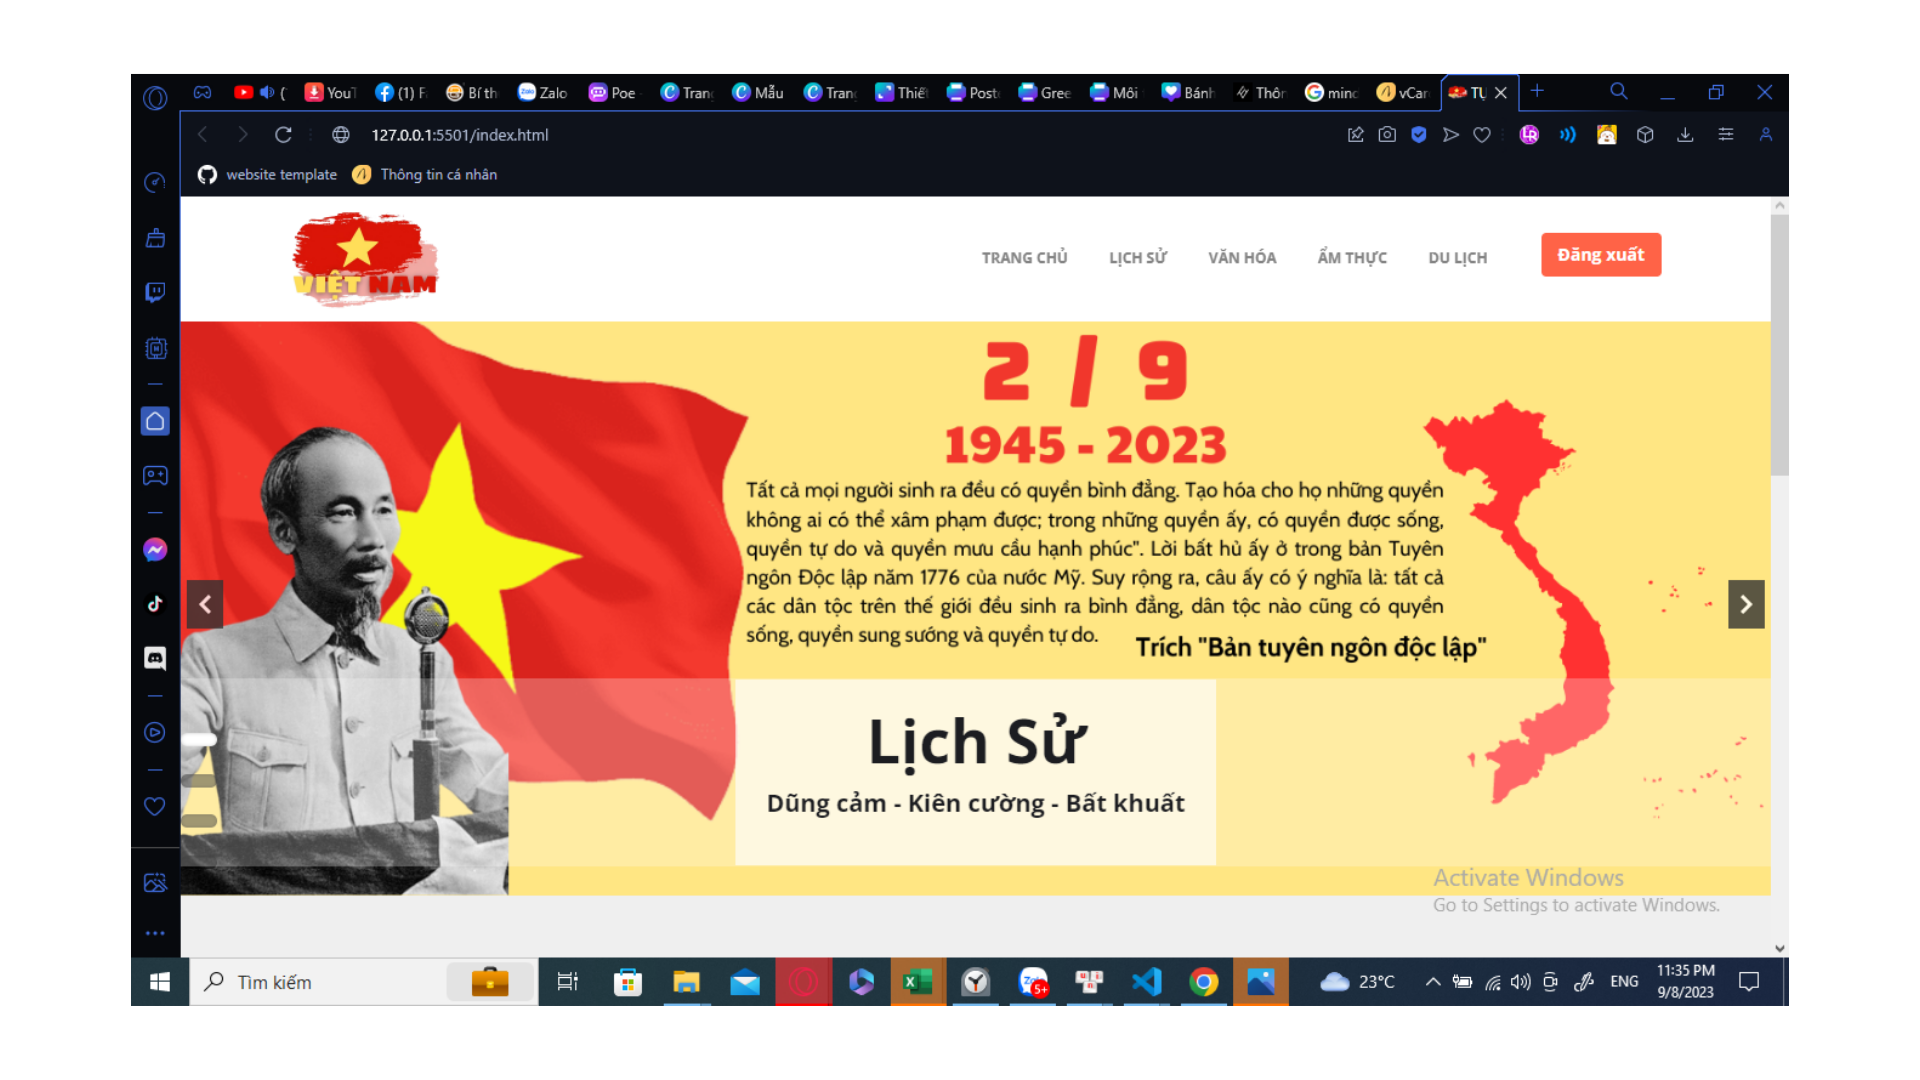 YouT
(1) F
Bí th
Zalo
Poe
Tran
Mẫu
Tran
Thiết
Post
Gree
Môi
Bánh
Thôn
mind
vCar
TỰ
127.0.0.1:5501/index.html
website template
Thông tin cá nhân
VIỆT NAM
TRANG CHỦ
LỊCH SỬ
VĂN HÓA
ẨM THỰC
DU LỊCH
Đăng xuất
2 / 9
1945 - 2023
Tất cả mọi người sinh ra đều có quyền bình đẳng. Tạo hóa cho họ những quyền
không ai có thể xâm phạm được; trong những quyền ấy, có quyền được sống,
quyền tự do và quyền mưu cầu hạnh phúc". Lời bất hủ ấy ở trong bản Tuyên
ngôn Độc lập năm 1776 của nước Mỹ. Suy rộng ra, câu ấy có ý nghĩa là: tất cả
các dân tộc trên thế giới đều sinh ra bình đẳng, dân tộc nào cũng có quyền
sống, quyền sung sướng và quyền tự do.
Trích "Bản tuyên ngôn độc lập"
Lịch Sử
Dũng cảm - Kiên cường - Bất khuất
Activate Windows
Go to Settings to activate Windows.
Tìm kiếm
5+
23°C
ENG
11:35 PM
9/8/2023